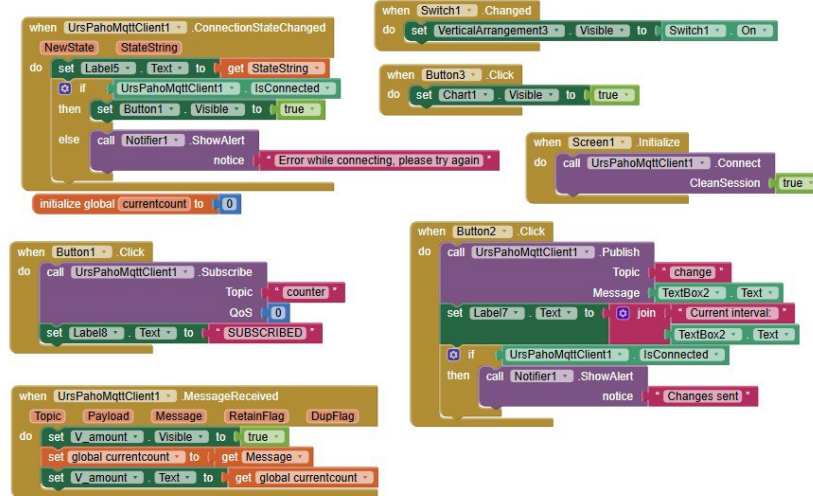 when UrsPahoMqttClient1 .ConnectionStateChanged
NewState StateString
do set Label5 . Text to get StateString
if UrsPahoMqttClient1 . IsConnected
then set Button1 . Visible to true
else call Notifier1 .ShowAlert
notice " Error while connecting, please try again "
initialize global currentcount to 0
when Switch1 .Changed
do set VerticalArrangement3 . Visible to Switch1 . On
when Button3 .Click
do set Chart1 . Visible to true
when Screen1 .Initialize
do call UrsPahoMqttClient1 .Connect
CleanSession true
when Button1 .Click
do call UrsPahoMqttClient1 .Subscribe
Topic " counter "
QoS 0
set Label8 . Text to " SUBSCRIBED "
when Button2 .Click
do call UrsPahoMqttClient1 .Publish
Topic " change "
Message TextBox2 . Text
set Label7 . Text to join " Current interval: "
TextBox2 . Text
if UrsPahoMqttClient1 . IsConnected
then call Notifier1 .ShowAlert
notice " Changes sent "
when UrsPahoMqttClient1 .MessageReceived
Topic Payload Message RetainFlag DupFlag
do set V_amount . Visible to true
set global currentcount to get Message
set V_amount . Text to get global currentcount